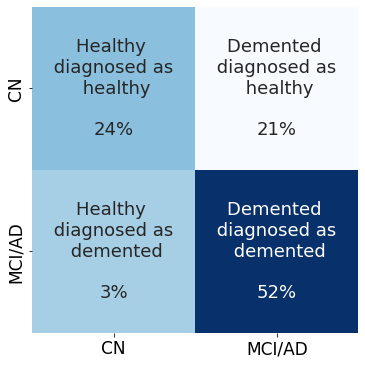 Healthy
diagnosed as
healthy
24%
Demented
diagnosed as
healthy
21%
Healthy
diagnosed as
demented
3%
Demented
diagnosed as
demented
52%
CN
MCI/AD
CN
MCI/AD